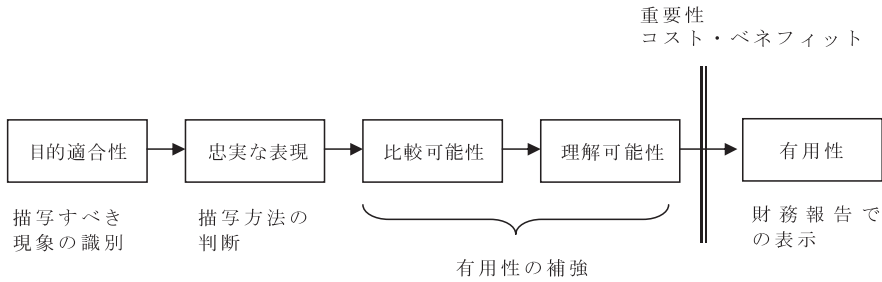 重要性
コスト・ベネフィット
目的適合性
忠実な表現
比較可能性
理解可能性
有用性
描写すべき
現象の識別
描写方法の
判断
有用性の補強
財務報告で
の表示